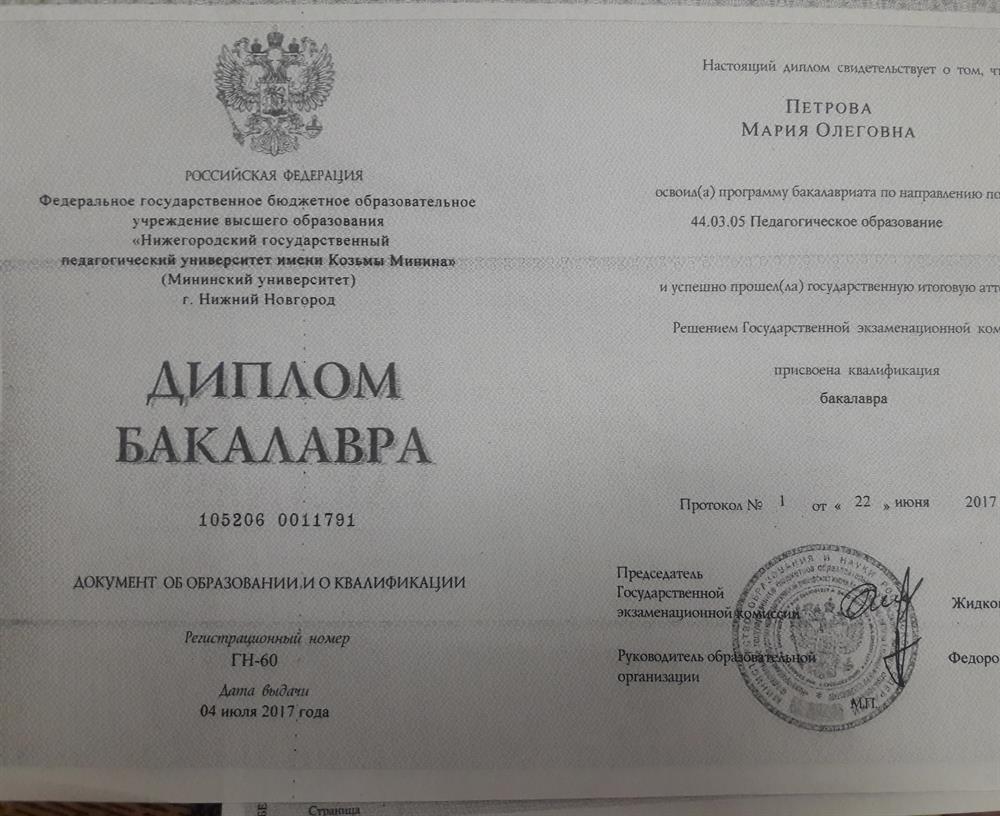 РОССИЙСКАЯ ФЕДЕРАЦИЯ
Федеральное государственное бюджетное образовательное
учреждение высшего образования
«Нижегородский государственный
педагогический университет имени Козьмы Минина»
(Мининский университет)
г. Нижний Новгород
ДИПЛОМ
БАКАЛАВРА
105206 0011791
ДОКУМЕНТ ОБ ОБРАЗОВАНИИ И О КВАЛИФИКАЦИИ
Регистрационный номер
ГН-60
Дата выдачи
04 июля 2017 года
Настоящий диплом свидетельствует о том, чт
ПЕТРОВА
МАРИЯ ОЛЕГОВНА
освоил(а) программу бакалавриата по направлению по
44.03.05 Педагогическое образование
и успешно прошел(ла) государственную итоговую атте
Решением Государственной экзаменационной ком
присвоена квалификация
бакалавра
Протокол № 1 от « 22 » июня 2017
Председатель
Государственной
экзаменационной комиссии
Жидков
Руководитель образовательной
организации
Федоро
М.П.
Страница